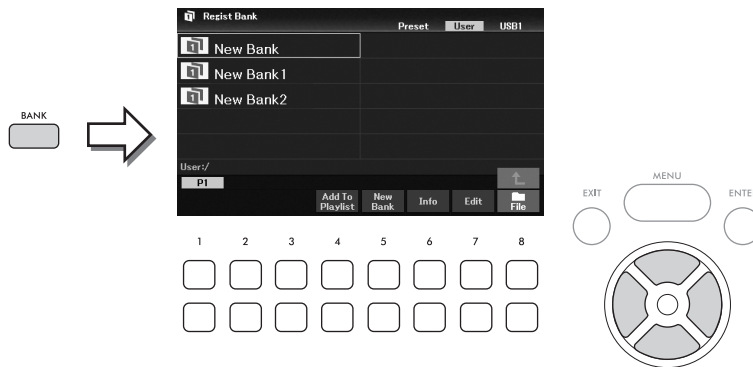 Regist Bank
Preset User USB1
New Bank
New Bank1
New Bank2
User:/
P1
Add To Playlist
New Bank
Info
Edit
File
BANK
1 2 3 4 5 6 7 8
EXIT
MENU
ENTE